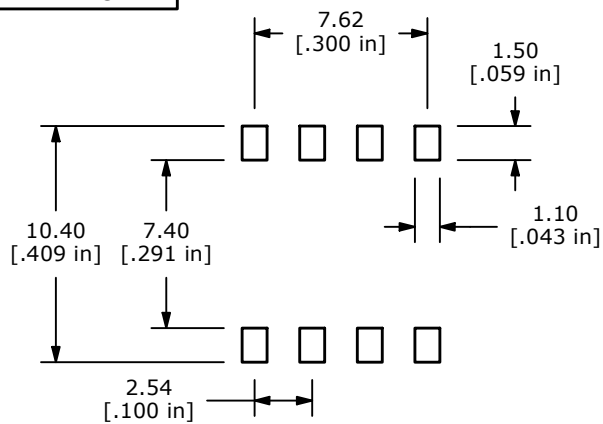 7.62
[.300 in]
1.50
[.059 in]
10.40
[.409 in]
7.40
[.291 in]
1.10
[.043 in]
2.54
[.100 in]